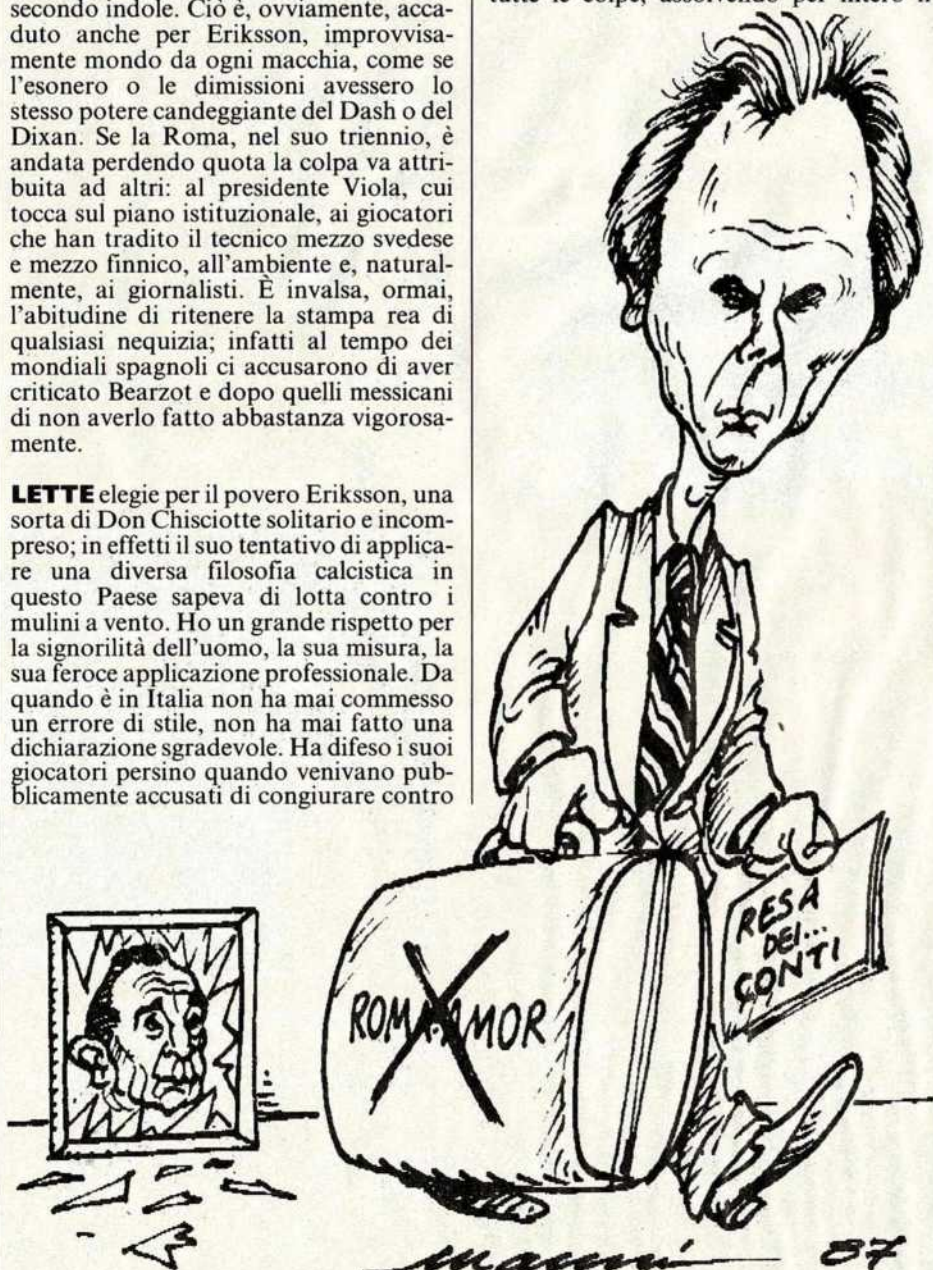 secondo indole. Ciò è, ovviamente, acca-
duto anche per Eriksson, improvvisa-
mente mondo da ogni macchia, come se
l'esonero o le dimissioni avessero lo
stesso potere candeggiante del Dash o del
Dixan. Se la Roma, nel suo triennio, è
andata perdendo quota la colpa va attri-
buita ad altri: al presidente Viola, cui
tocca sul piano istituzionale, ai giocatori
che han tradito il tecnico mezzo svedese
e mezzo finnico, all'ambiente e, natural-
mente, ai giornalisti. È invalsa, ormai,
l'abitudine di ritenere la stampa rea di
qualsiasi nequizia; infatti al tempo dei
mondiali spagnoli ci accusarono di aver
criticato Bearzot e dopo quelli messicani
di non averlo fatto abbastanza vigorosa-
mente.
LETTE elegie per il povero Eriksson, una
sorta di Don Chisciotte solitario e incom-
preso; in effetti il suo tentativo di applica-
re una diversa filosofia calcistica in
questo Paese sapeva di lotta contro i
mulini a vento. Ho un grande rispetto per
la signorilità dell'uomo, la sua misura, la
sua feroce applicazione professionale. Da
quando è in Italia non ha mai commesso
un errore di stile, non ha mai fatto una
dichiarazione sgradevole. Ha difeso i suoi
giocatori persino quando venivano pub-
blicamente accusati di congiurare contro
tutte le colpe, assolvendo per intero
RESA
DEI...
CONTI
ROMA AMOR
87